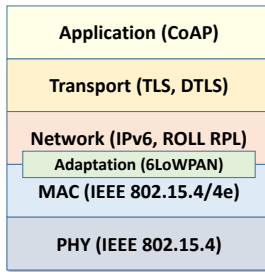 Application (CoAP)
Transport (TLS, DTLS)
Network (IPv6, ROLL RPL)
Adaptation (6LoWPAN)
MAC (IEEE 802.15.4/4e)
PHY (IEEE 802.15.4)